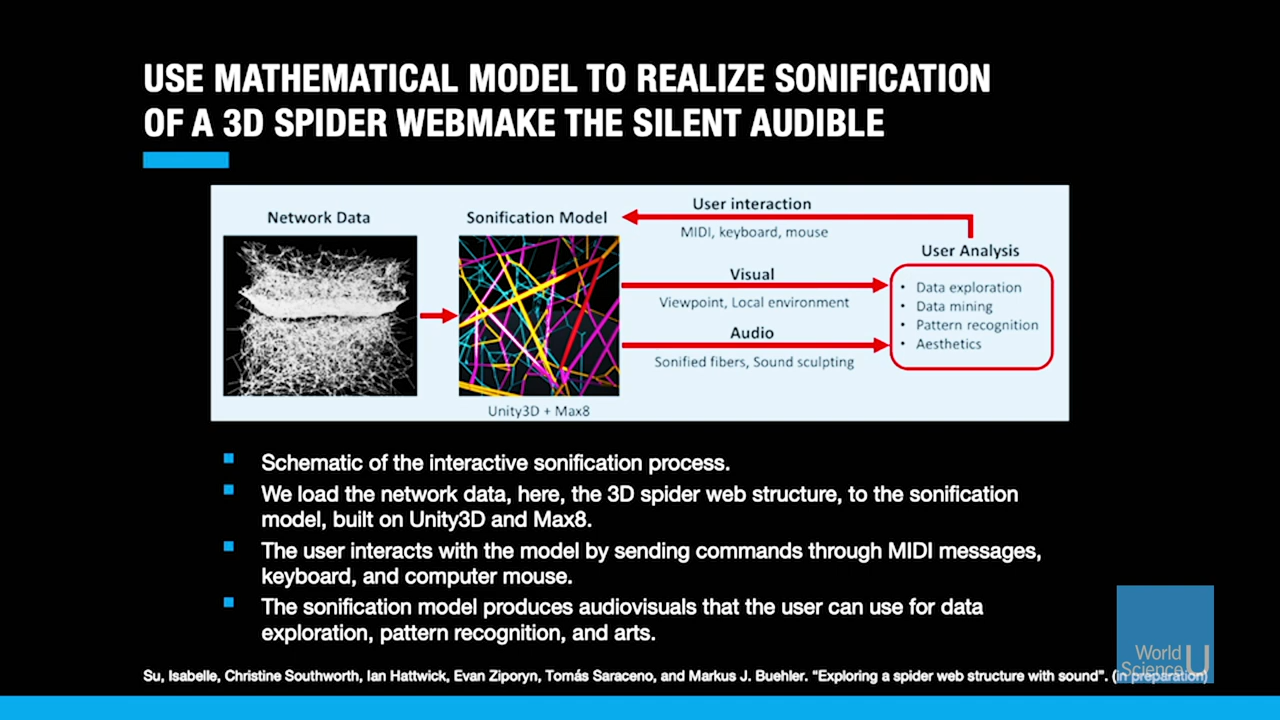 USE MATHEMATICAL MODEL TO REALIZE SONIFICATION
OF A 3D SPIDER WEBMAKE THE SILENT AUDIBLE
Network Data
Sonification Model
Unity3D + Max8
User interaction
MIDI, keyboard, mouse
Visual
Viewpoint, Local environment
Audio
Sonified fibers, Sound sculpting
User Analysis
• Data exploration
• Data mining
• Pattern recognition
• Aesthetics
Schematic of the interactive sonification process.
We load the network data, here, the 3D spider web structure, to the sonification
model, built on Unity3D and Max8.
The user interacts with the model by sending commands through MIDI messages,
keyboard, and computer mouse.
The sonification model produces audiovisuals that the user can use for data
exploration, pattern recognition, and arts.
Su, Isabelle, Christine Southworth, Ian Hattwick, Evan Ziporyn, Tomás Saraceno, and Markus J. Buehler. “Exploring a spider web structure with sound”. (in preparation)
World
Science U